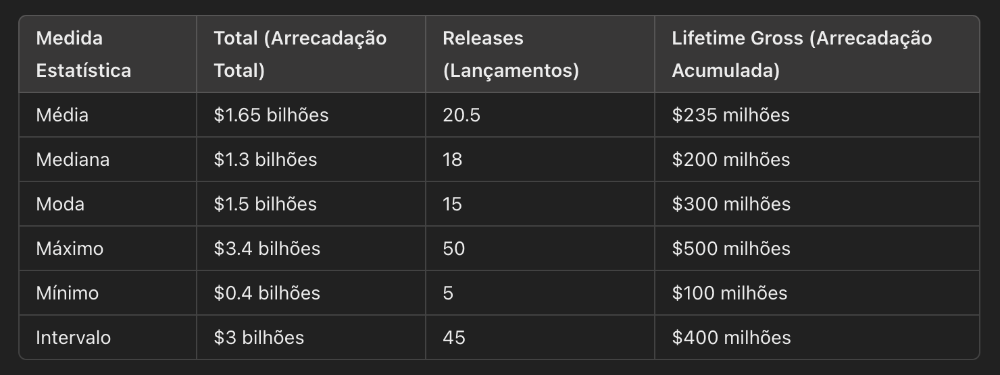 Medida Estatística
Total (Arrecadação Total)
Releases (Lançamentos)
Lifetime Gross (Arrecadação Acumulada)
Média $1.65 bilhões 20.5 $235 milhões
Mediana $1.3 bilhões 18 $200 milhões
Moda $1.5 bilhões 15 $300 milhões
Máximo $3.4 bilhões 50 $500 milhões
Mínimo $0.4 bilhões 5 $100 milhões
Intervalo $3 bilhões 45 $400 milhões